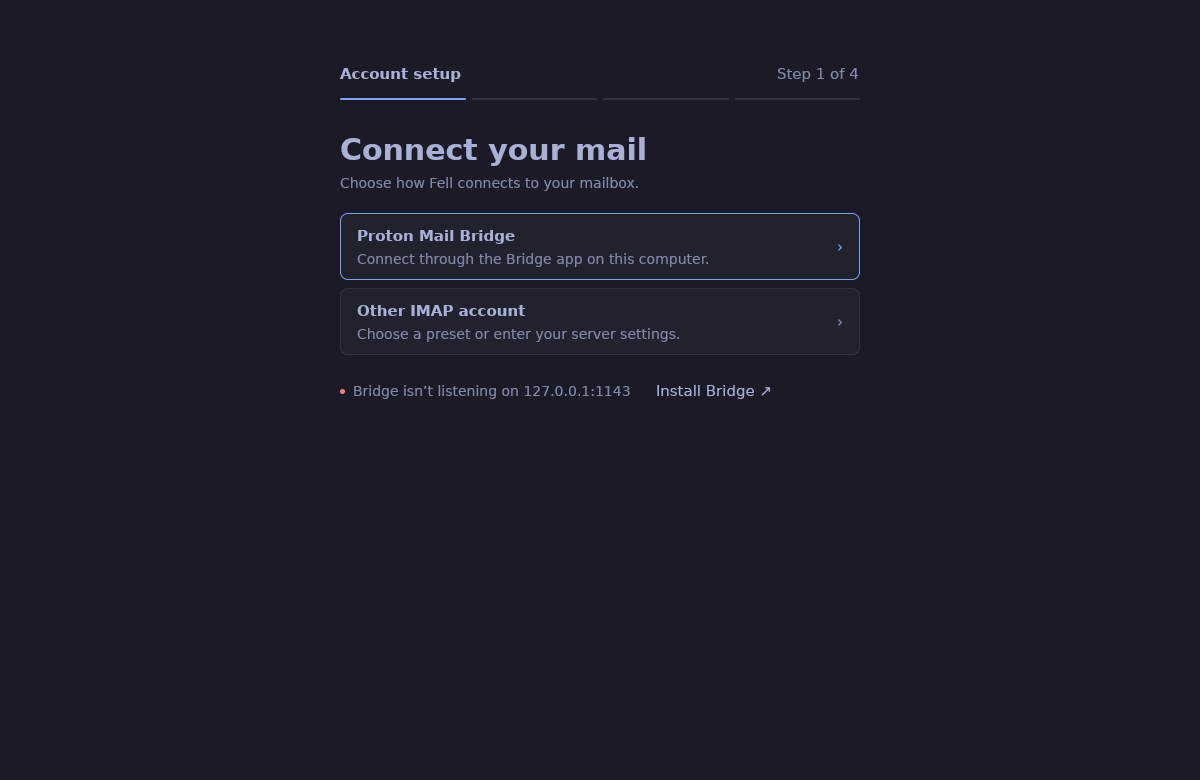 Account setup
Step 1 of 4
Connect your mail
Choose how Fell connects to your mailbox.
Proton Mail Bridge
Connect through the Bridge app on this computer.
›
Other IMAP account
Choose a preset or enter your server settings.
›
Bridge isn’t listening on 127.0.0.1:1143
Install Bridge ↗